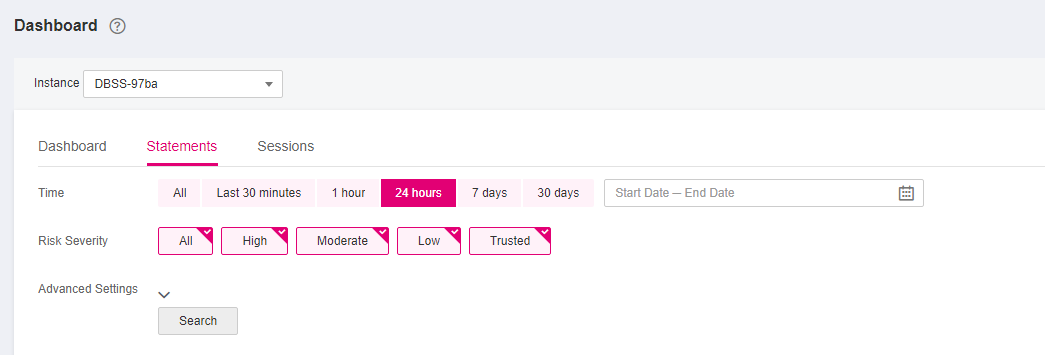 Dashboard
Instance DBSS-97ba
Dashboard Statements Sessions
Time All Last 30 minutes 1 hour 24 hours 7 days 30 days Start Date — End Date
Risk Severity All High Moderate Low Trusted
Advanced Settings
Search